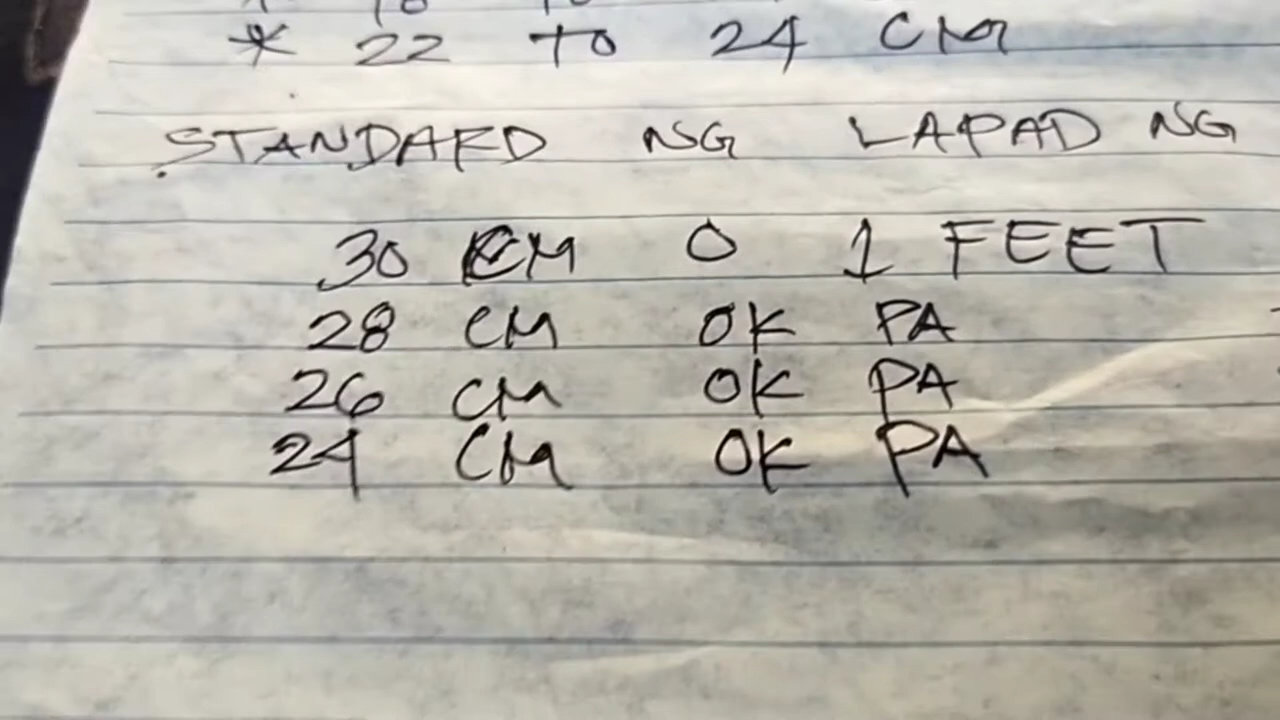 * 22 to 24 CM
STANDARD NG LAPAD NG
30 CM O 1 FEET
28 CM OK PA
26 CM OK PA
24 CM OK PA